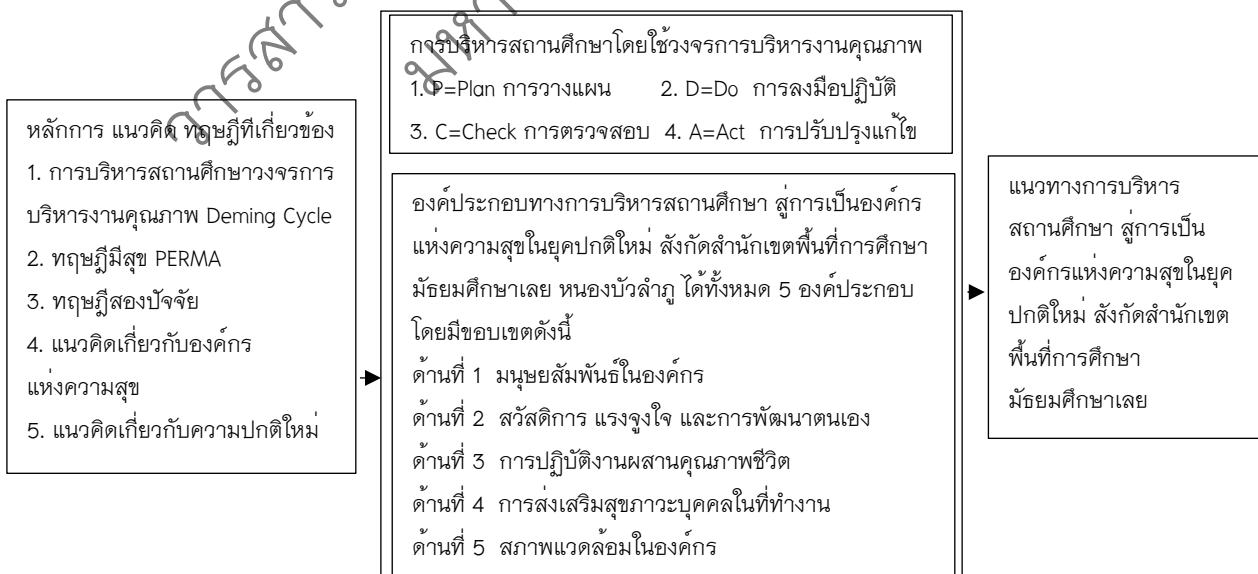 การสาร
มหา
หลักการ แนวคิด ทฤษฎีที่เกี่ยวข้อง
1. การบริหารสถานศึกษาวงจรการ
บริหารงานคุณภาพ Deming Cycle
2. ทฤษฎีมีสุข PERMA
3. ทฤษฎีสองปัจจัย
4. แนวคิดเกี่ยวกับองค์กร
แห่งความสุข
5. แนวคิดเกี่ยวกับความปกติใหม่
การบริหารสถานศึกษาโดยใช้วงจรการบริหารงานคุณภาพ
1. P=Plan การวางแผน 2. D=Do การลงมือปฏิบัติ
3. C=Check การตรวจสอบ 4. A=Act การปรับปรุงแก้ไข
องค์ประกอบทางการบริหารสถานศึกษา สู่การเป็นองค์กร
แห่งความสุขในยุคปกติใหม่ สังกัดสำนักเขตพื้นที่การศึกษา
มัธยมศึกษาเลย หนองบัวลำภู ได้ทั้งหมด 5 องค์ประกอบ
โดยมีขอบเขตดังนี้
ด้านที่ 1 มนุษยสัมพันธ์ในองค์กร
ด้านที่ 2 สวัสดิการ แรงจูงใจ และการพัฒนาตนเอง
ด้านที่ 3 การปฏิบัติงานผสานคุณภาพชีวิต
ด้านที่ 4 การส่งเสริมสุขภาวะบุคคลในที่ทำงาน
ด้านที่ 5 สภาพแวดล้อมในองค์กร
แนวทางการบริหาร
สถานศึกษา สู่การเป็น
องค์กรแห่งความสุขในยุค
ปกติใหม่ สังกัดสำนักเขต
พื้นที่การศึกษา
มัธยมศึกษาเลย